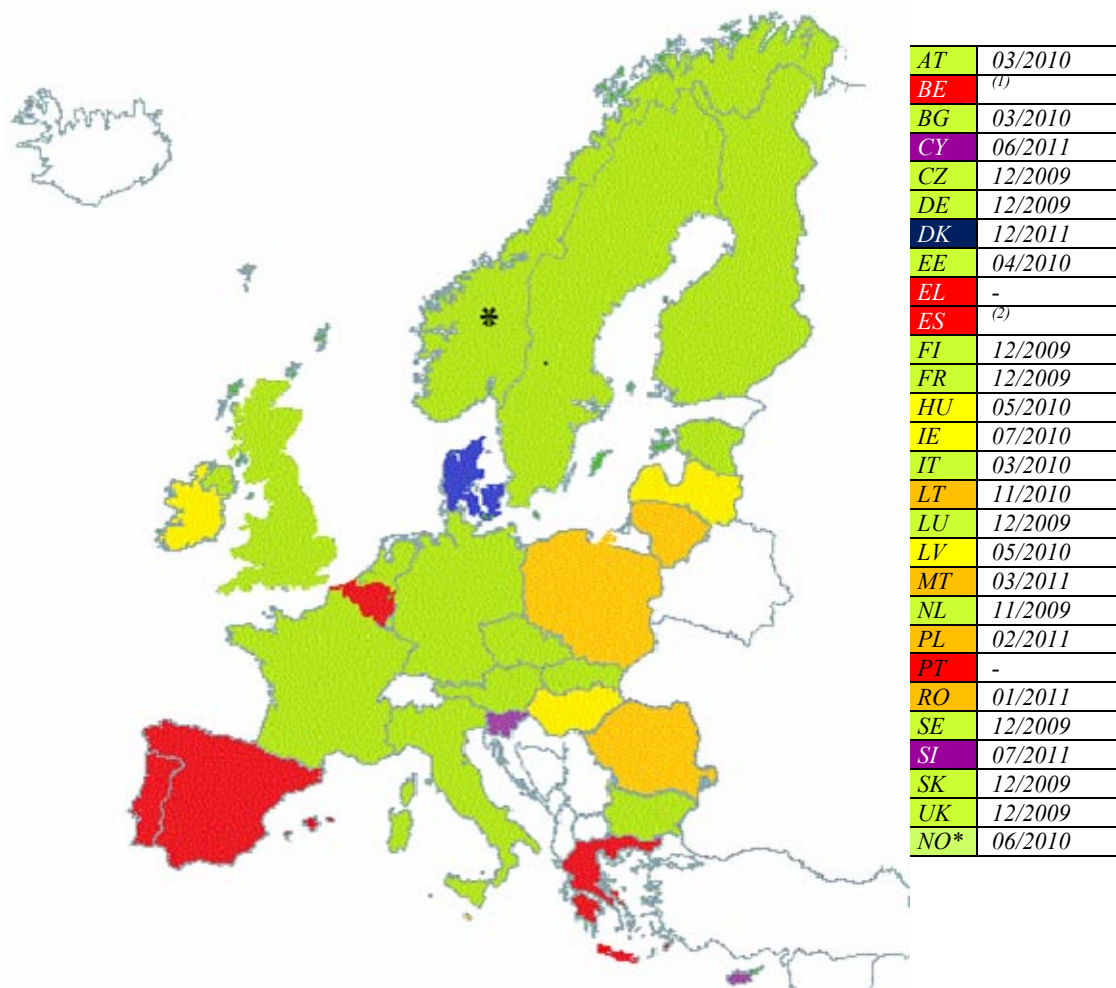 AT 03/2010
BE (1)
BG 03/2010
CY 06/2011
CZ 12/2009
DE 12/2009
DK 12/2011
EE 04/2010
EL -
ES (2)
FI 12/2009
FR 12/2009
HU 05/2010
IE 07/2010
IT 03/2010
LT 11/2010
LU 12/2009
LV 05/2010
MT 03/2011
NL 11/2009
PL 02/2011
PT -
RO 01/2011
SE 12/2009
SI 07/2011
SK 12/2009
UK 12/2009
NO* 06/2010
*